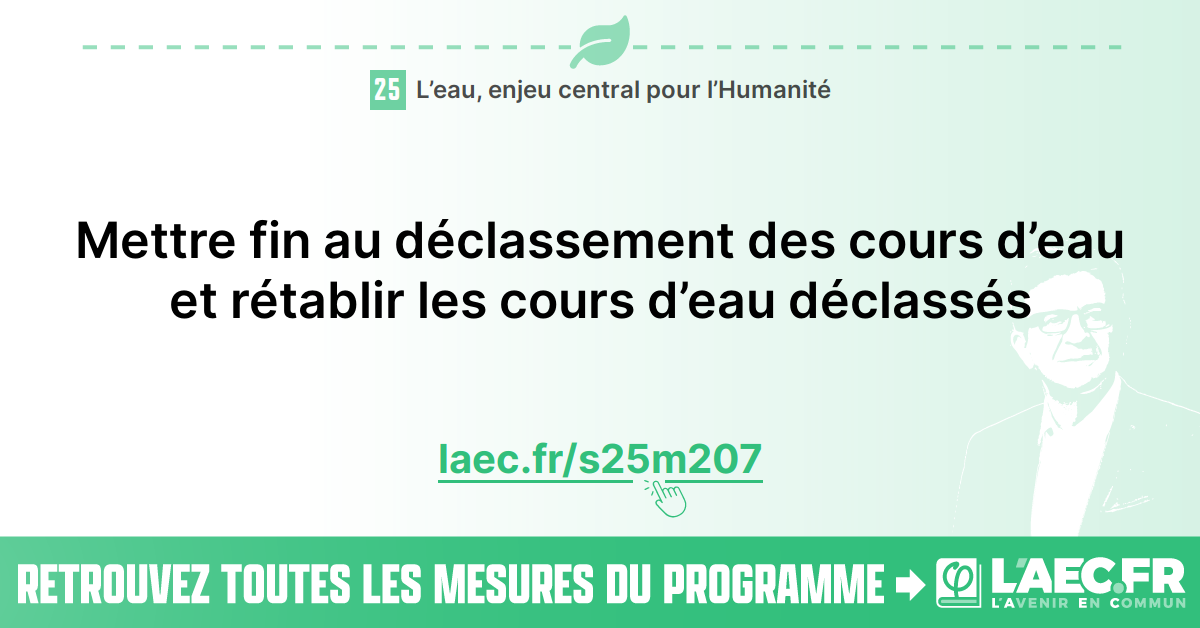 25 L’eau, enjeu central pour l’Humanité
Mettre fin au déclassement des cours d’eau
et rétablir les cours d’eau déclassés
laec.fr/s25m207
RETROUVEZ TOUTES LES MESURES DU PROGRAMME
L'AEC.FR
L'AVENIR EN COMMUN